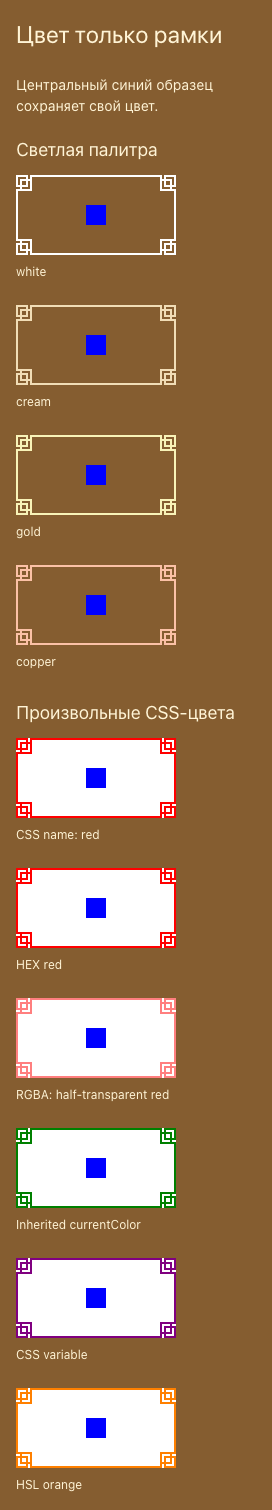 Цвет только рамки
Центральный синий образец
сохраняет свой цвет.
Светлая палитра
white
cream
gold
copper
Произвольные CSS-цвета
CSS name: red
HEX red
RGBA: half-transparent red
Inherited currentColor
CSS variable
HSL orange